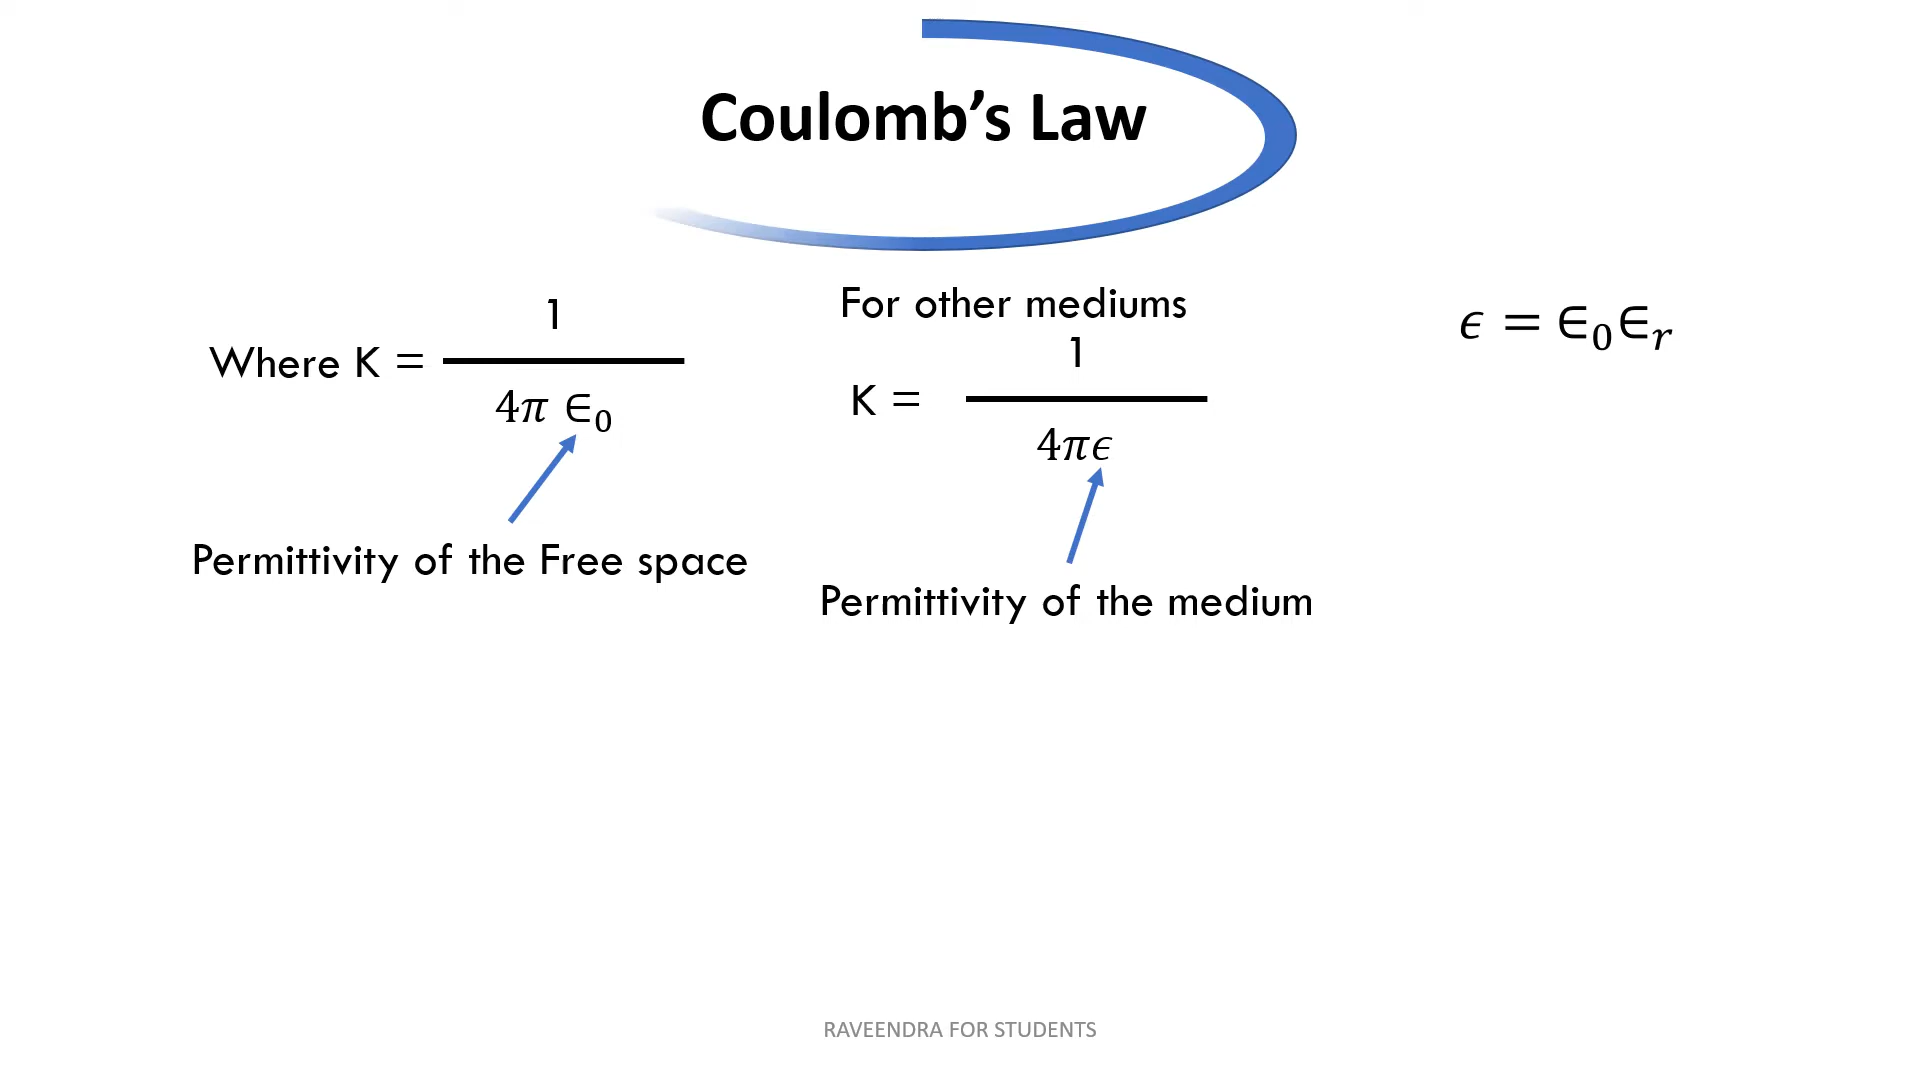 Coulomb’s Law
1
Where K =
4𝜋 ∈₀
Permittivity of the Free space
For other mediums
1
K =
4𝜋𝜖
Permittivity of the medium
𝜖 = ∈₀∈ᵣ
RAVEENDRA FOR STUDENTS